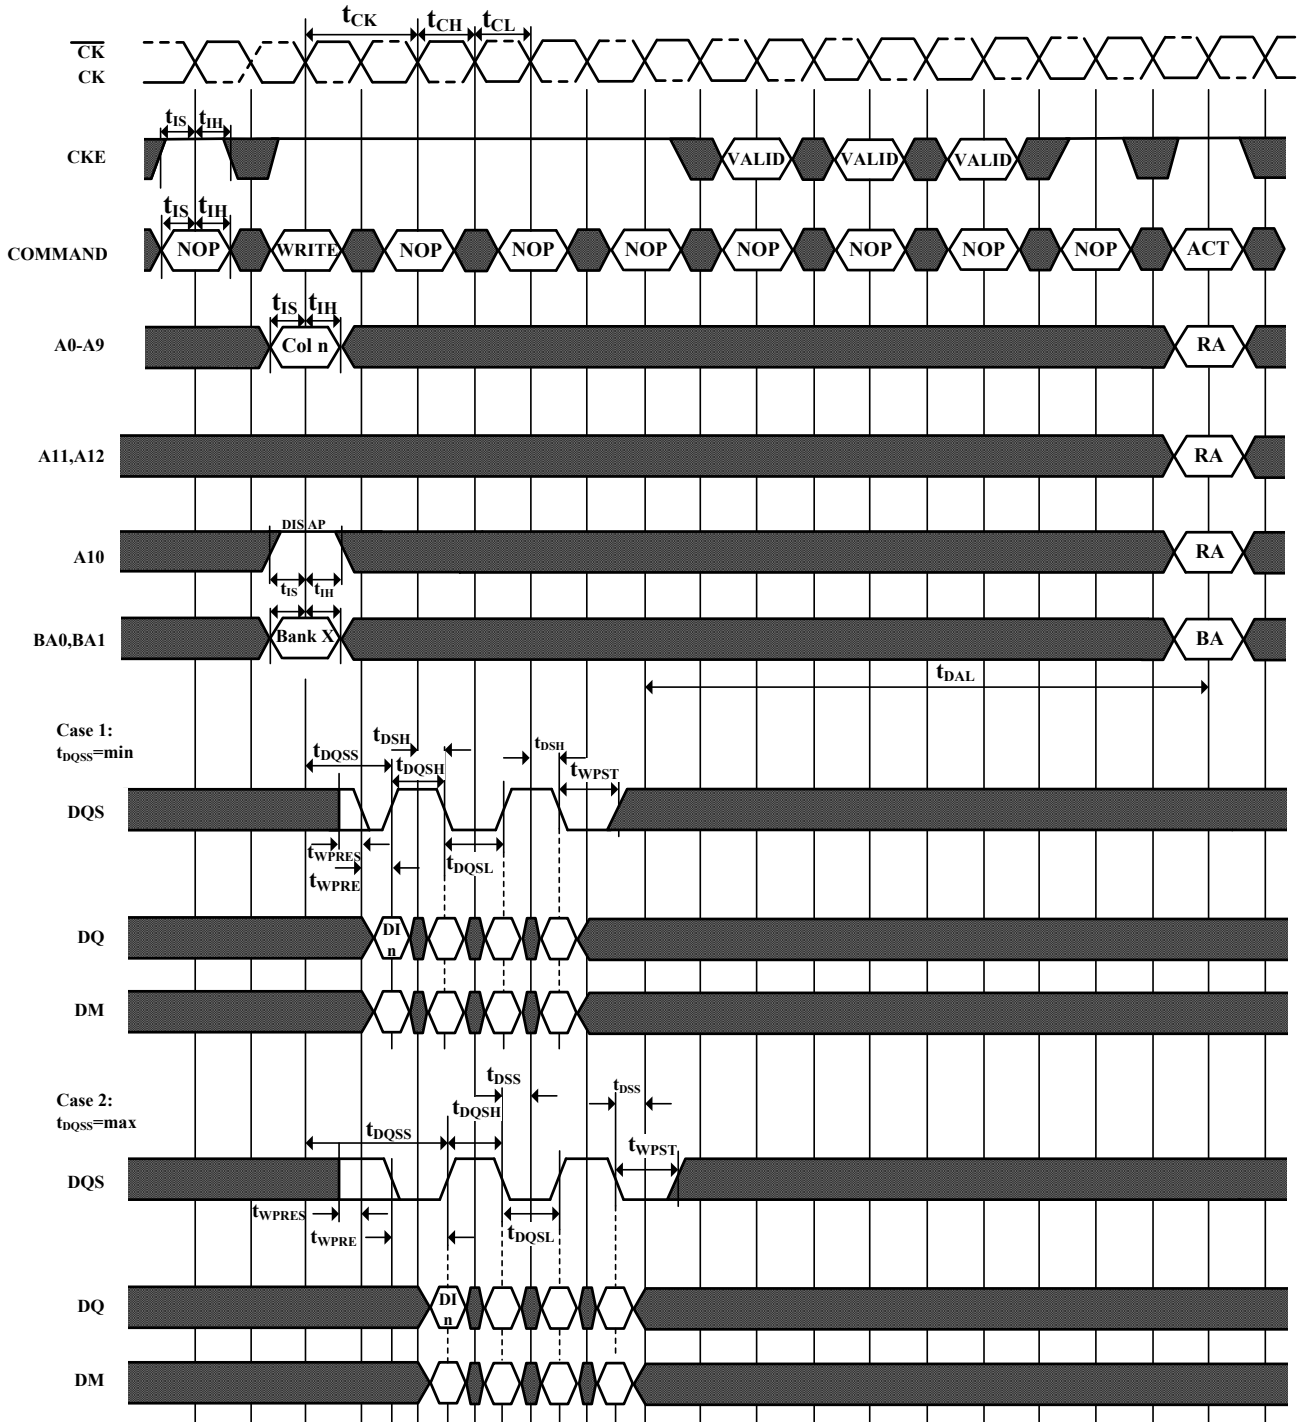 tCK tCH tCL
CK
CK
tIS tIH
CKE VALID VALID VALID
tIS tIH
COMMAND NOP WRITE NOP NOP NOP NOP NOP NOP NOP ACT
tIS tIH
A0-A9 Col n RA
A11,A12 RA
DIS AP
A10 RA
tIS tIH
BA0,BA1 Bank X BA
tDAL
Case 1:
tDQSS=min
tDQSS tDSH tDSH
tDQSH tWPST
DQS
tWPRES tDQSL
tWPRE
DQ DI n
DM
Case 2:
tDQSS=max
tDSS tDSS
tDQSS tDQSH
tWPST
DQS
tWPRES
tWPRE tDQSL
DQ DI n
DM